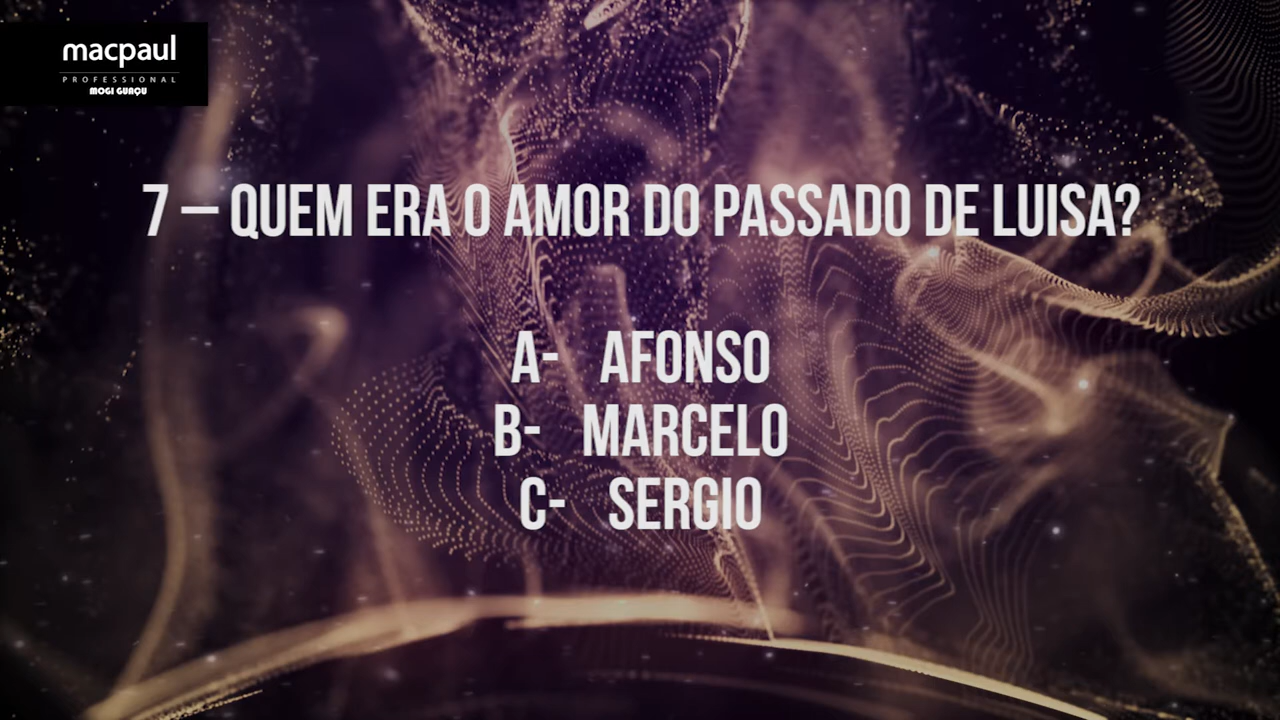 macpaul
PROFESSIONAL
MOGI GUAÇU
7 – QUEM ERA O AMOR DO PASSADO DE LUISA?
A- AFONSO
B- MARCELO
C- SERGIO